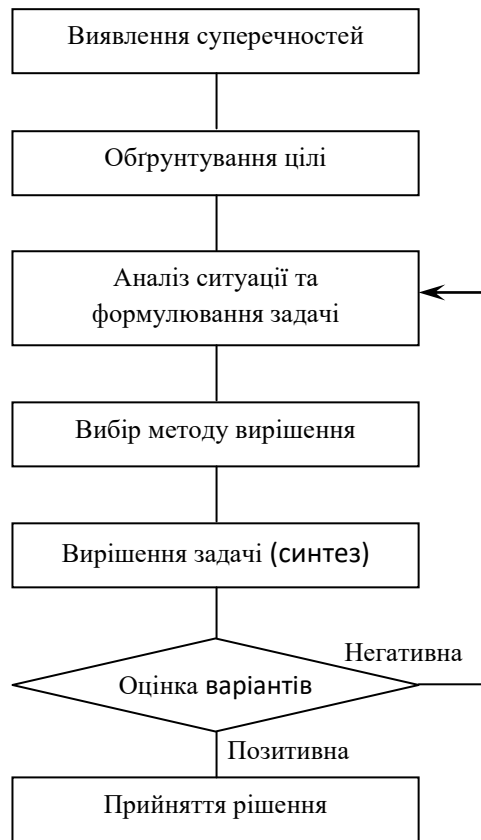 Виявлення суперечностей
Обґрунтування цілі
Аналіз ситуації та
формулювання задачі
Вибір методу вирішення
Вирішення задачі (синтез)
Негативна
Оцінка варіантів
Позитивна
Прийняття рішення